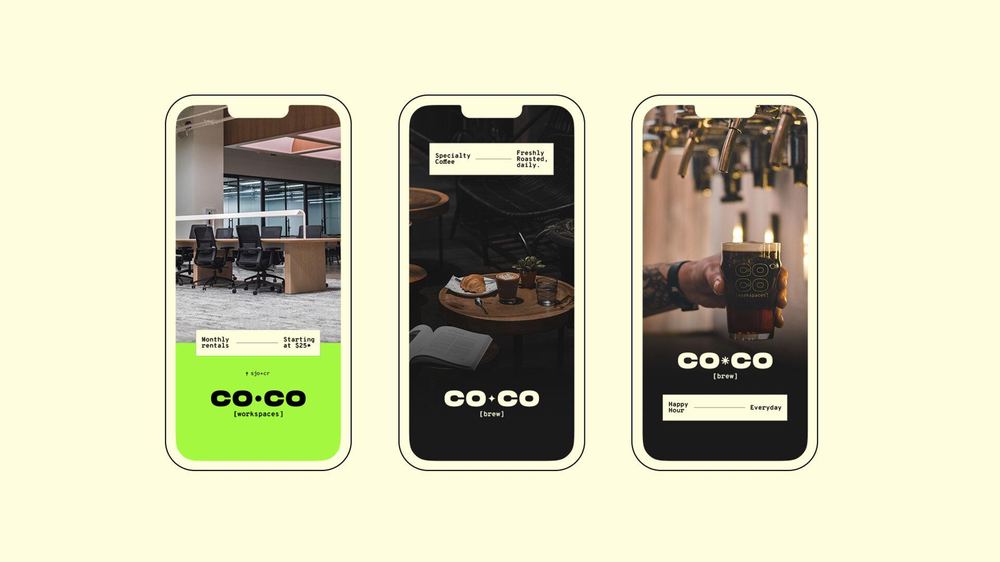 Monthly
rentals
Starting
at $25*
sjo+cr
CO•CO
[workspaces]
Specialty
Coffee
Freshly
Roasted,
daily.
CO✦CO
[brew]
CO
CO
[workspaces]
CO✳CO
[brew]
Happy
Hour
Everyday